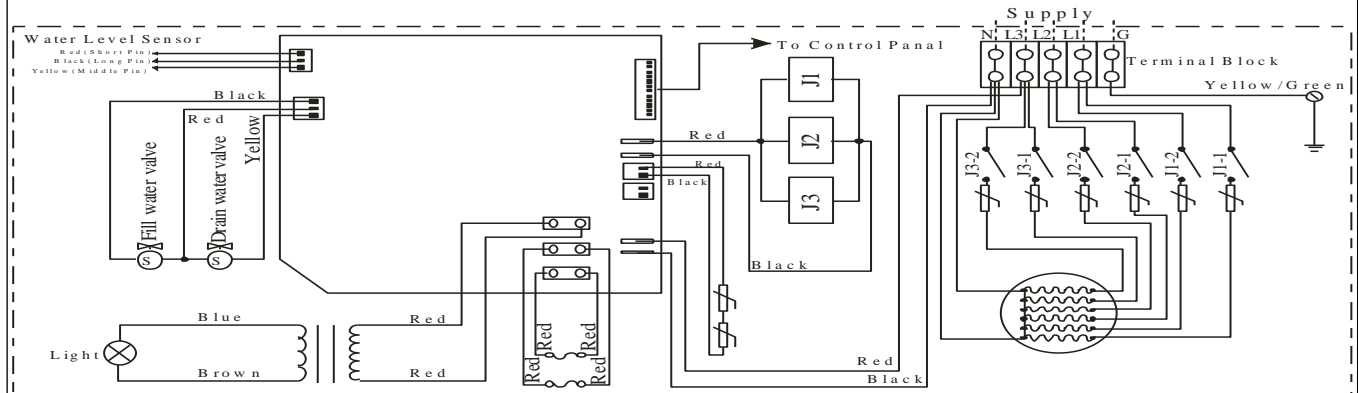 Supply
N L3 L2 L1 G
Water Level Sensor
Red(Short Pin)
Black(Long Pin)
Yellow(Middle Pin)
To Control Panal
Terminal Block
Yellow/Green
Black
Red
Yellow
Fill water valve
Drain water valve
S
S
J1
J2
J3
Red
Red
Black
Black
J3-2
J3-1
J2-2
J2-1
J1-2
J1-1
Light
Blue
Brown
Red
Red
Red
Red
Red
Red
Red
Black